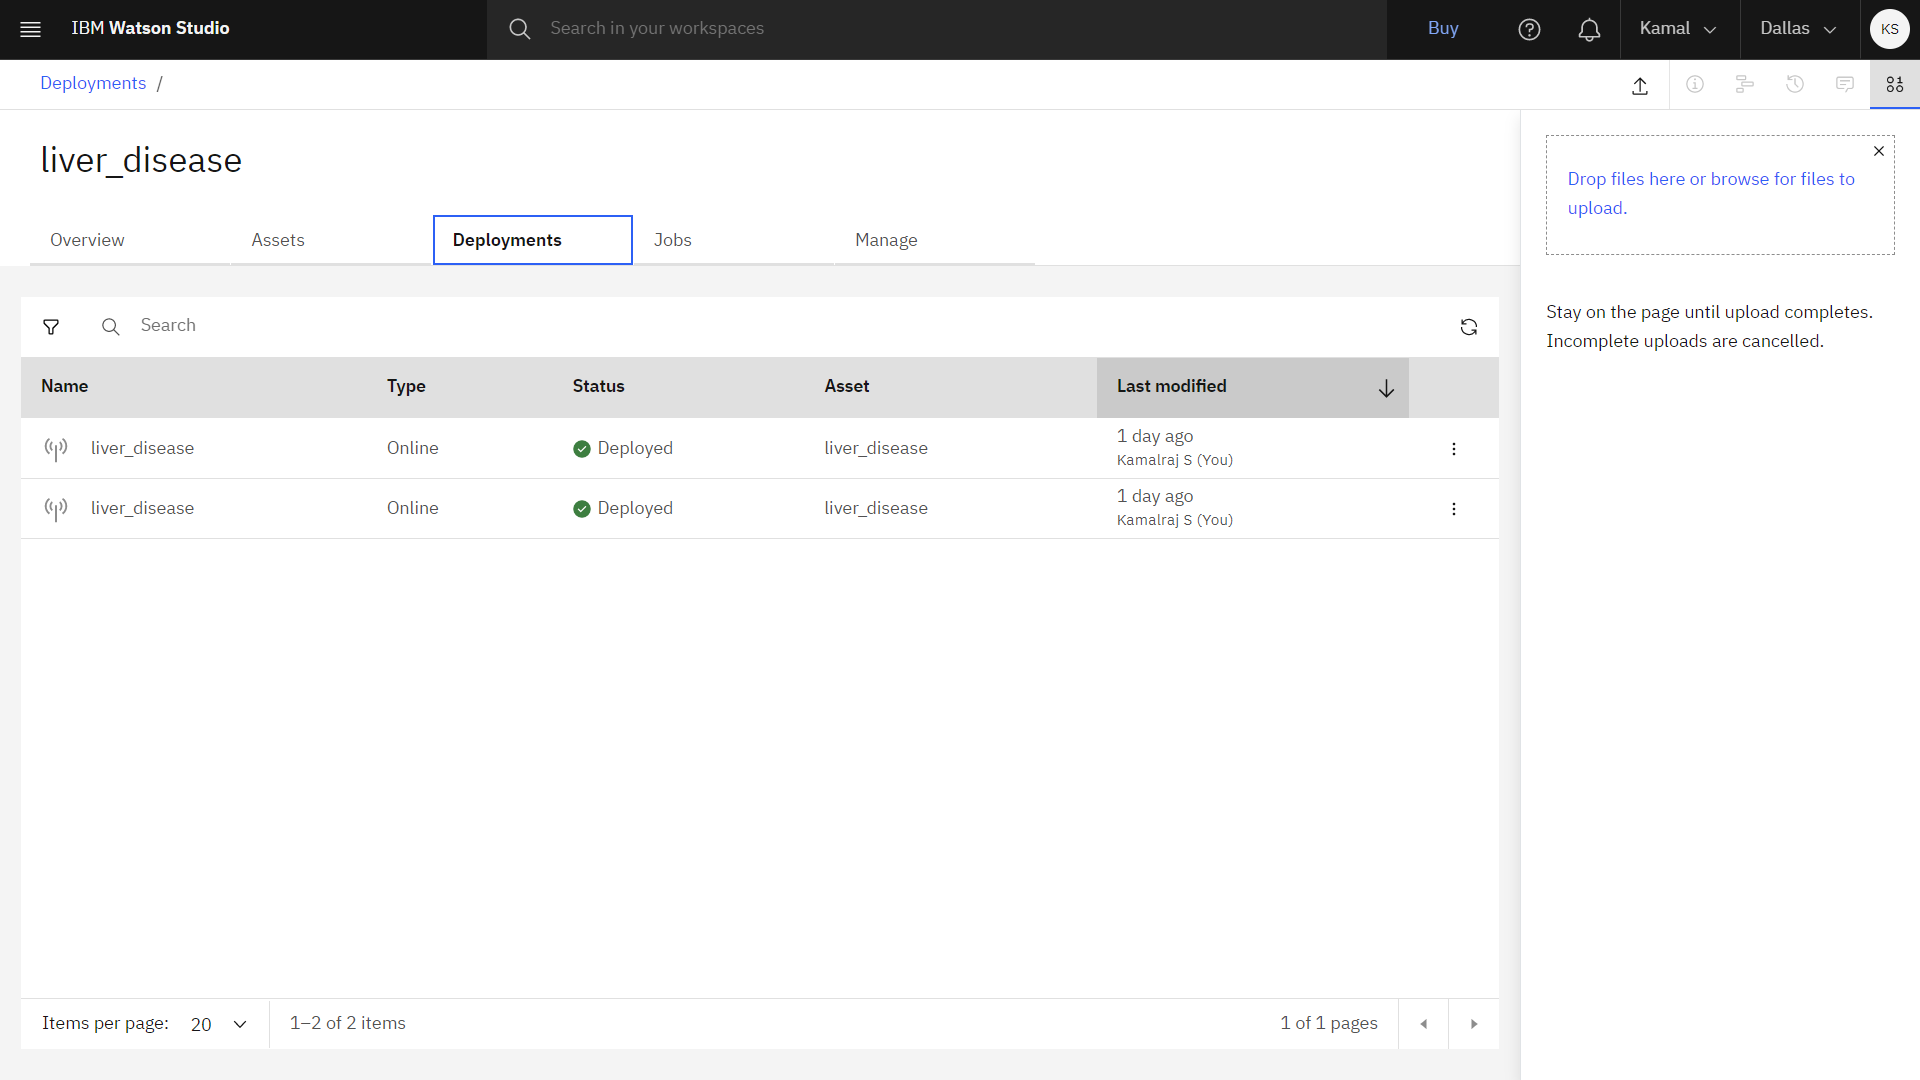 IBM Watson Studio
Search in your workspaces
Buy
Kamal
Dallas
KS
Deployments /
liver_disease
Overview
Assets
Deployments
Jobs
Manage
Search
Name Type Status Asset Last modified
liver_disease Online Deployed liver_disease 1 day ago
Kamalraj S (You)
liver_disease Online Deployed liver_disease 1 day ago
Kamalraj S (You)
Items per page: 20
1–2 of 2 items
1 of 1 pages
Drop files here or browse for files to
upload.
Stay on the page until upload completes.
Incomplete uploads are cancelled.